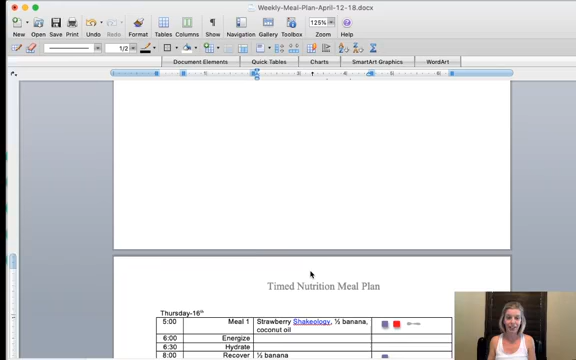 Weekly-Meal-Plan-April-12-18.docx
125%
New Open Save Print Undo Format Tables Columns Show Navigation Gallery Toolbox Zoom Help
1/2
Document Elements Quick Tables Charts SmartArt Graphics WordArt
Timed Nutrition Meal Plan
Thursday-16th
5:00 Meal 1 Strawberry Shakeology, ½ banana,
coconut oil
6:00 Energize
6:30 Hydrate
8:00 Recover ½ banana